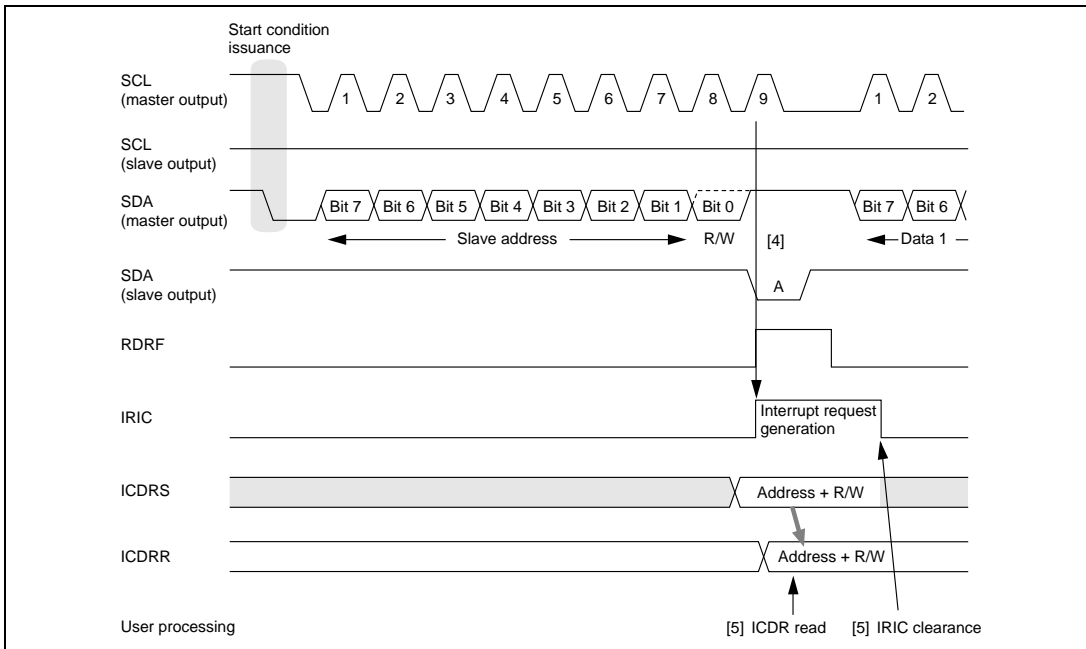 Start condition
issuance
SCL
(master output)
1 2 3 4 5 6 7 8 9 1 2
SCL
(slave output)
SDA
(master output)
Bit 7 Bit 6 Bit 5 Bit 4 Bit 3 Bit 2 Bit 1 Bit 0 Bit 7 Bit 6
Slave address R/W [4] Data 1
SDA
(slave output)
A
RDRF
IRIC
Interrupt request
generation
ICDRS
Address + R/W
ICDRR
Address + R/W
User processing
[5] ICDR read [5] IRIC clearance